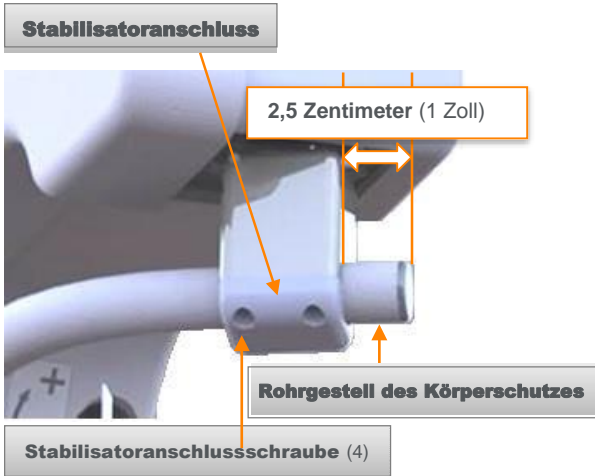 Stabilisatoranschluss
2,5 Zentimeter (1 Zoll)
Rohrgestell des Körperschutzes
Stabilisatoranschlussschraube (4)
+